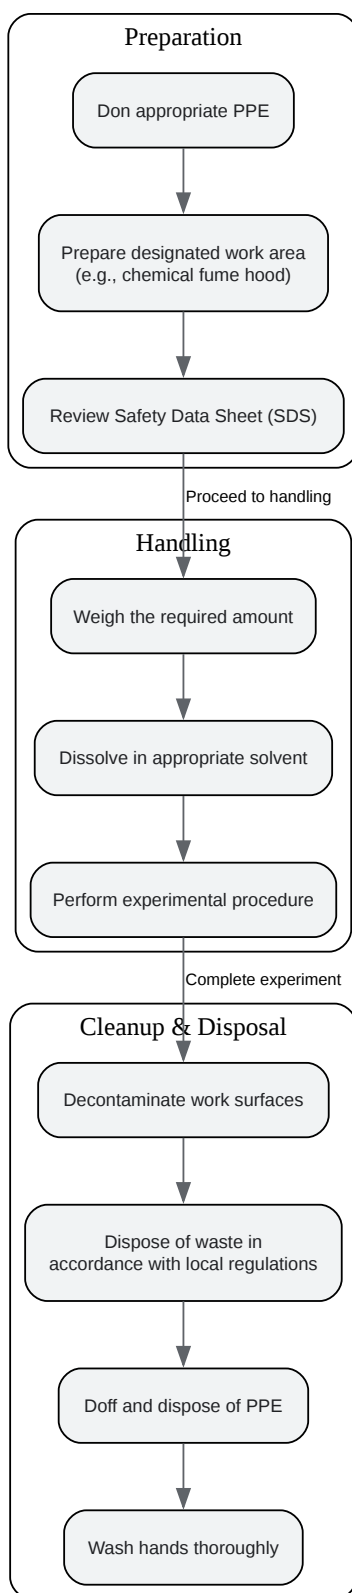 Preparation
Don appropriate PPE
Prepare designated work area
(e.g., chemical fume hood)
Review Safety Data Sheet (SDS)
Proceed to handling
Handling
Weigh the required amount
Dissolve in appropriate solvent
Perform experimental procedure
Complete experiment
Cleanup & Disposal
Decontaminate work surfaces
Dispose of waste in
accordance with local regulations
Doff and dispose of PPE
Wash hands thoroughly